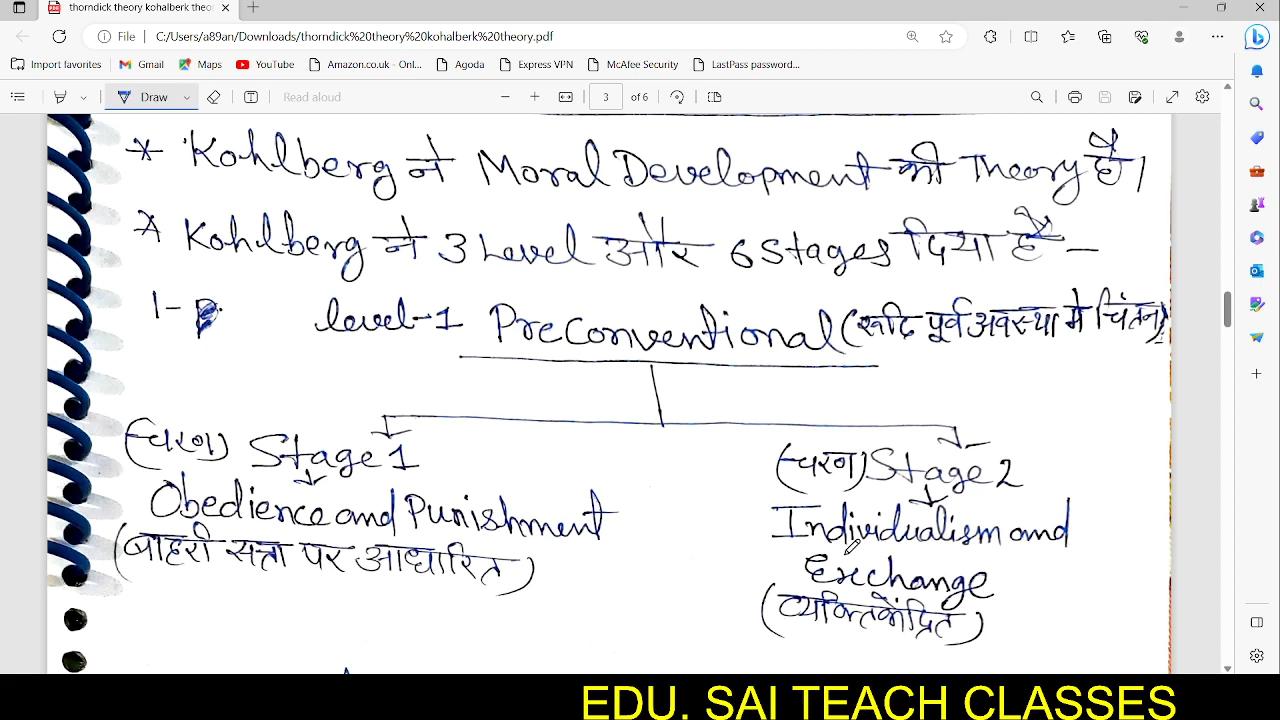 thorndick theory kohalberk theor
File C:/Users/a89an/Downloads/thorndick%20theory%20kohalberk%20theory.pdf
Import favorites Gmail Maps YouTube Amazon.co.uk - Onl... Agoda Express VPN McAfee Security LastPass password...
Draw Read aloud 3 of 6
* Kohlberg ने Moral Development की Theory है।
* Kohlberg ने 3 Level और 6 Stages दिया है –
1- level-1 Preconventional (रूढि पूर्व अवस्था मे चिंतन)
(चरण) Stage 1
(चरण) Stage 2
Obedience and Punishment
(बाहरी सत्ता पर आधारित)
Individualism and
Exchange
(व्यक्तिकेंद्रित)
EDU. SAI TEACH CLASSES